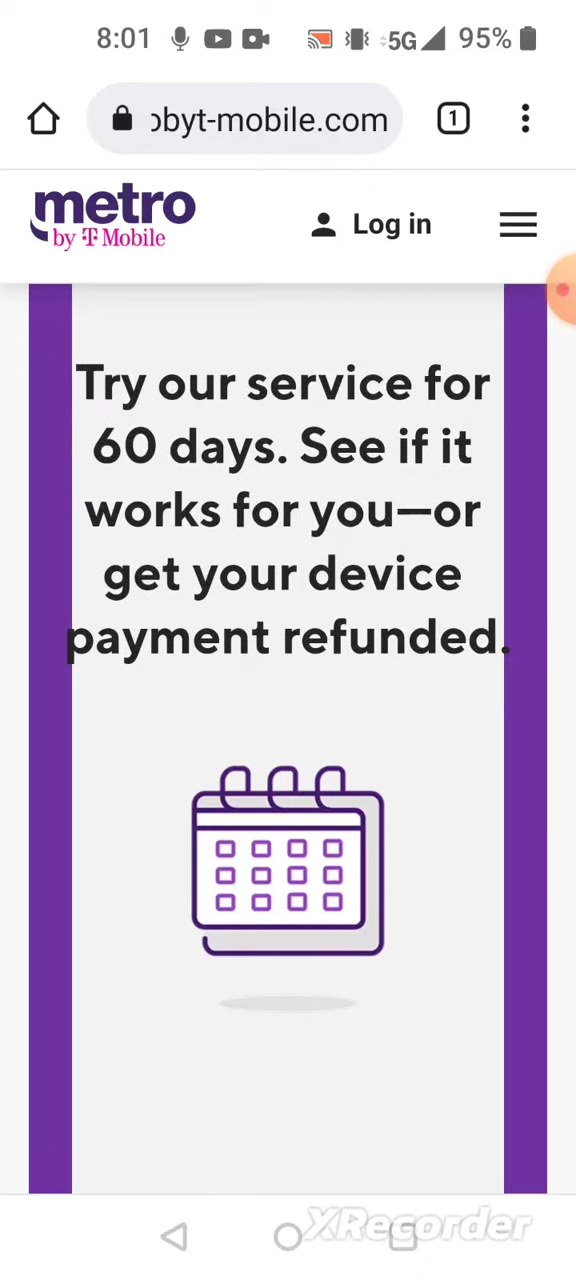 8:01 5G 95%
obyt-mobile.com 1
metro
by T Mobile
Log in
Try our service for
60 days. See if it
works for you—or
get your device
payment refunded.
XRecorder